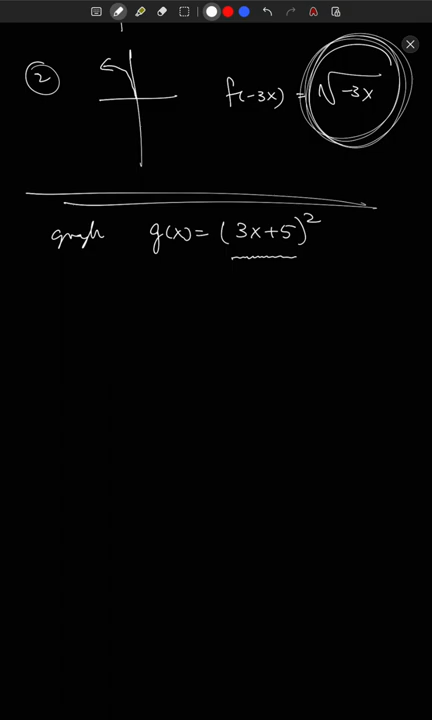 ② f(-3x) = √-3x
graph g(x) = (3x+5)²